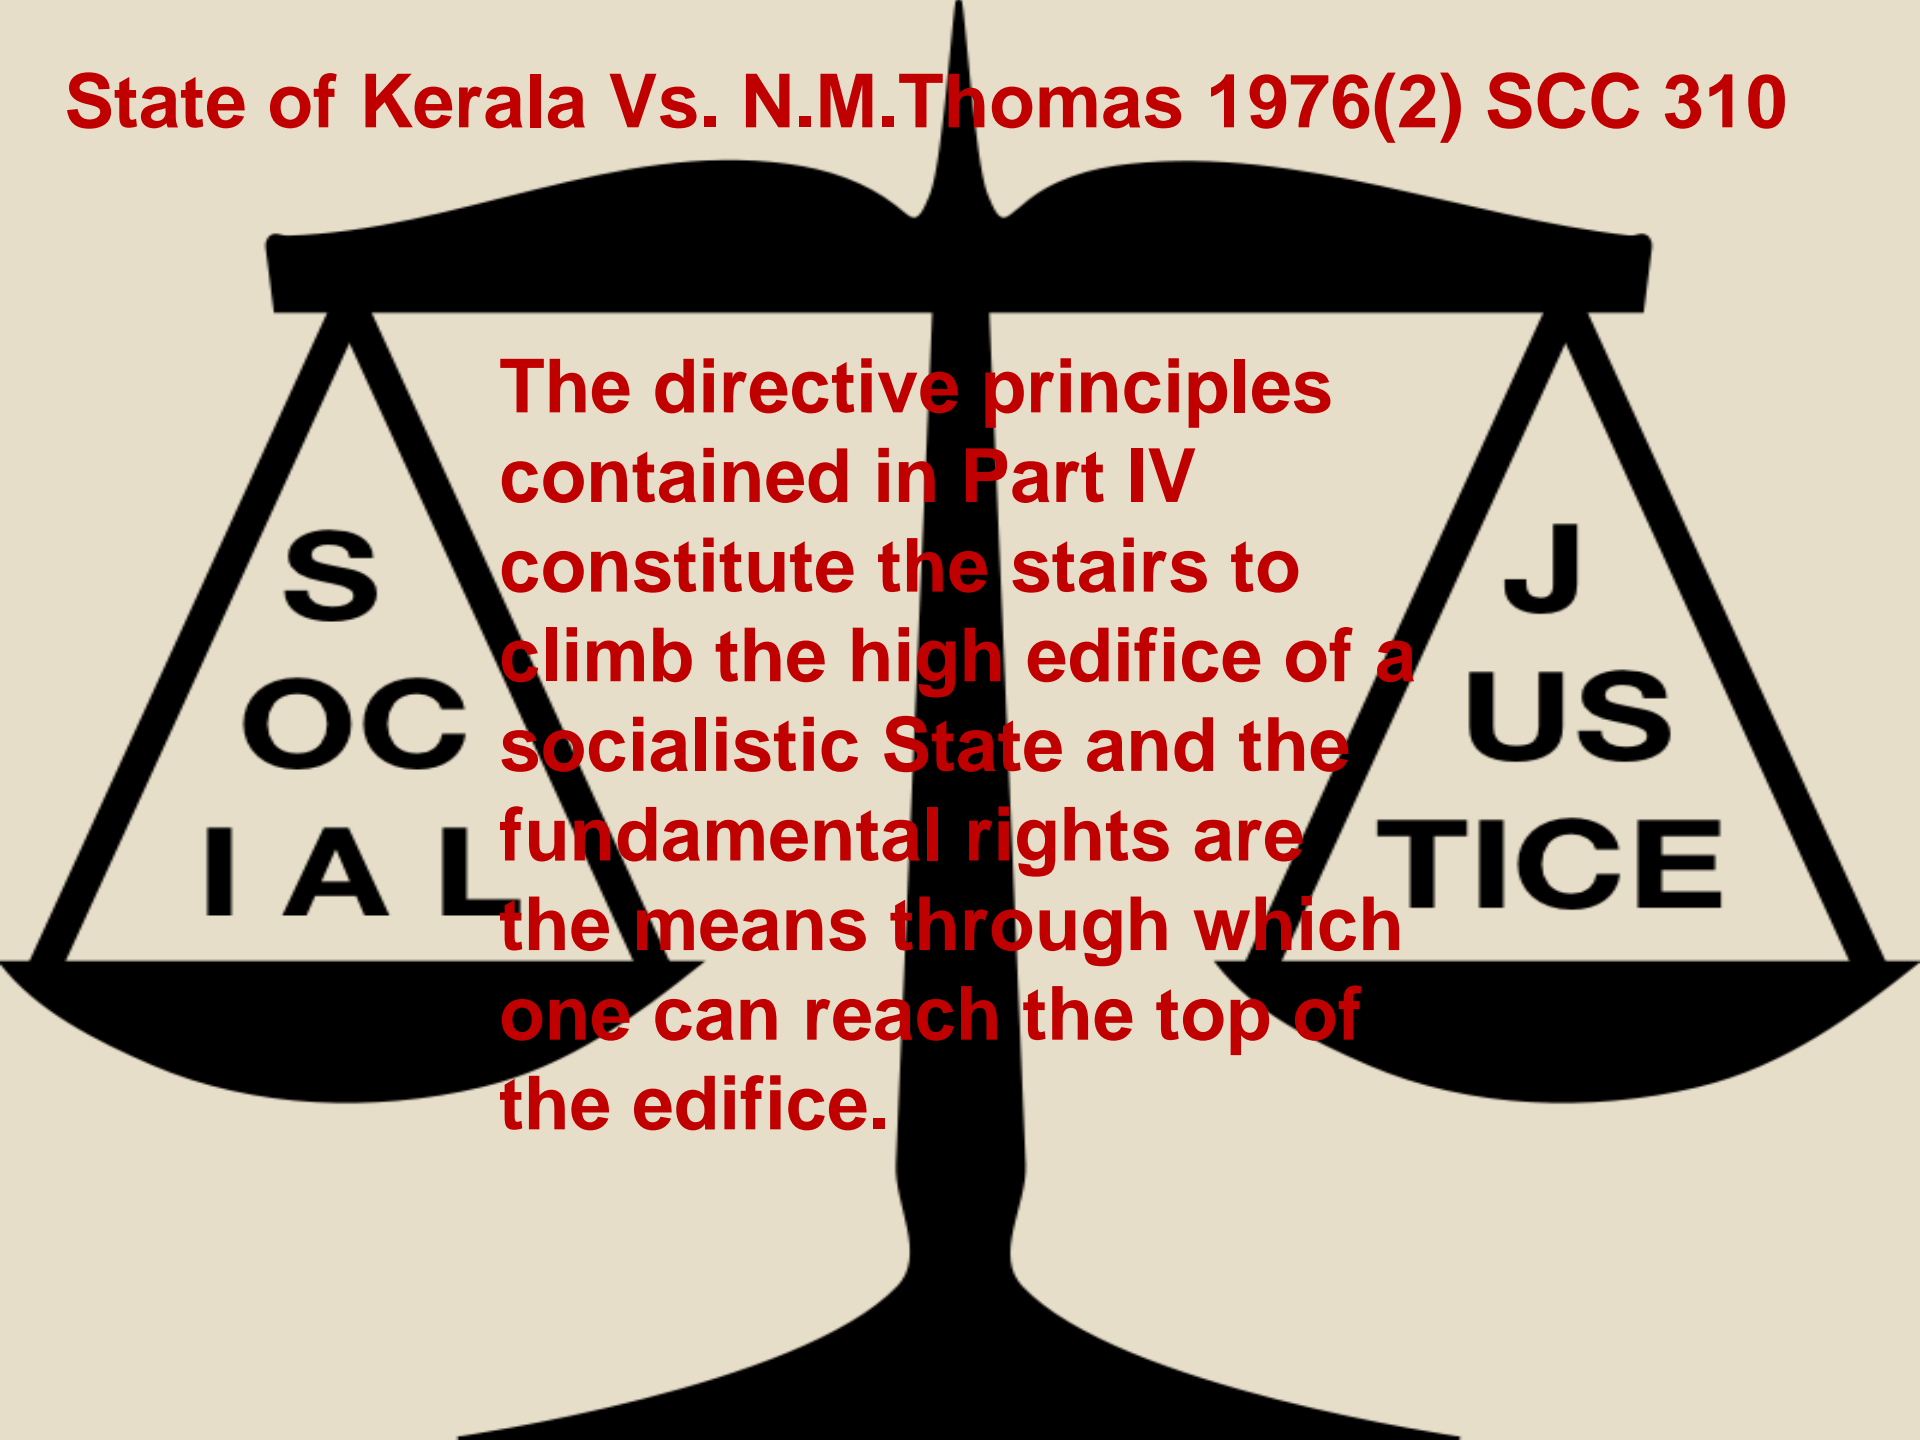 State of Kerala Vs. N.M.Thomas 1976(2) SCC 310
The directive principles
contained in Part IV
constitute the stairs to
climb the high edifice of a
socialistic State and the
fundamental rights are
the means through which
one can reach the top of
the edifice.
S
OC
I A L
J
US
TICE